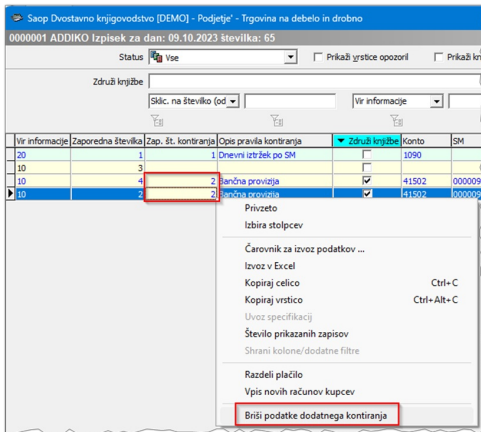 Saop Dvostavno knjigovodstvo [DEMO] - Podjetje' - Trgovina na debelo in drobno
0000001 ADDIKO Izpisek za dan: 09.10.2023 številka: 65
Status Vse Prikaži vrstice opozoril Prikaži kn
Združi knjižbe
Sklic. na številko (od Vir informacije
Vir informacije Zaporedna številka Zap. št. kontiranja Opis pravila kontiranja Združi knjižbe Konto SM
20 1 1 Dnevni iztržek po SM 1090
10 3
10 4 2 Bančna provizija 41502 000009
10 2 2 Bančna provizija 41502 000009
Privzeto
Izbira stolpcev
Čarovnik za izvoz podatkov ...
Izvoz v Excel
Kopiraj celico Ctrl+C
Kopiraj vrstico Ctrl+Alt+C
Uvoz specifikacij
Število prikazanih zapisov
Shrani kolone/dodatne filtre
Razdeli plačilo
Vpis novih računov kupcev
Briši podatke dodatnega kontiranja